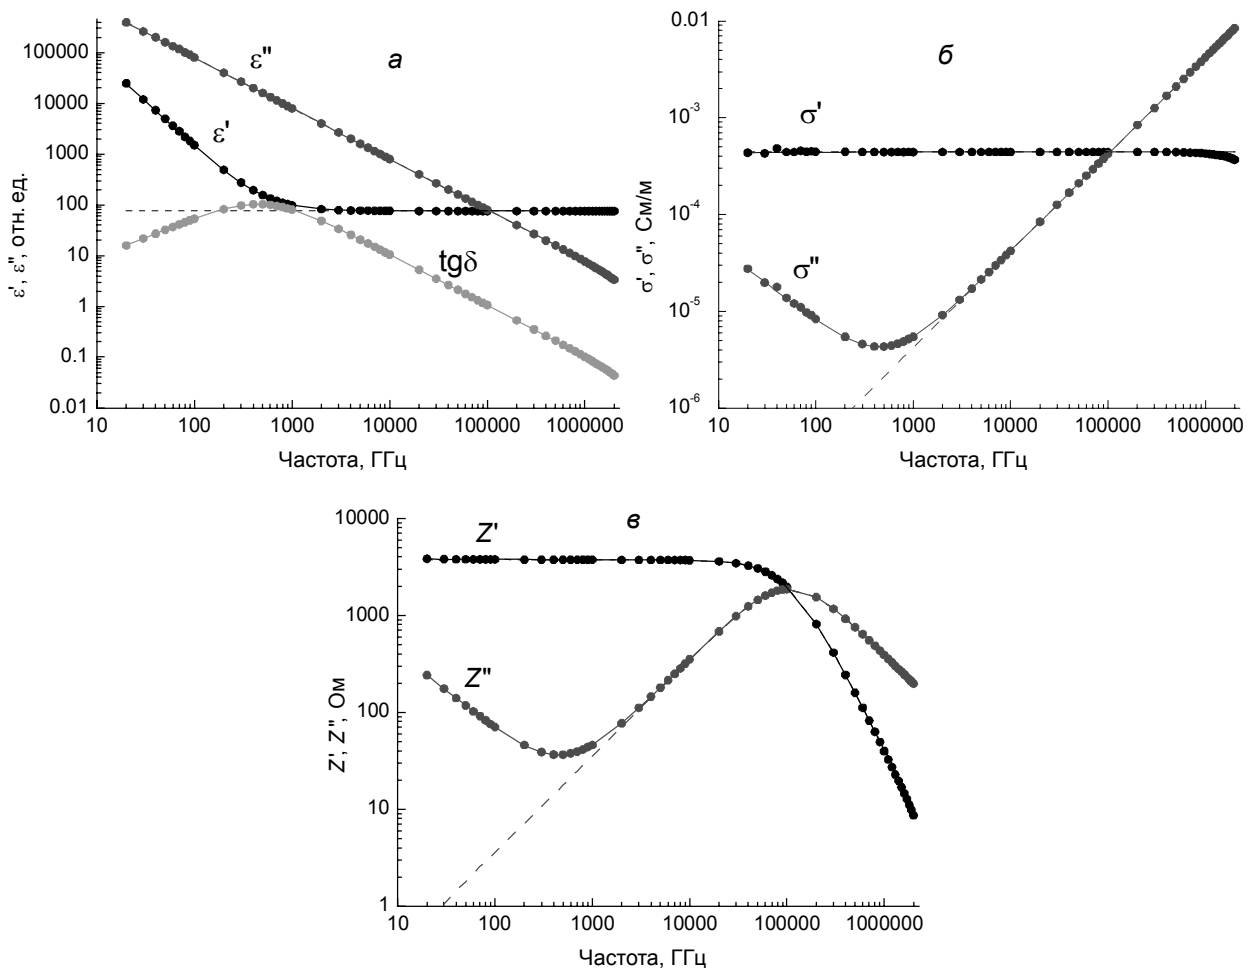 а
100000
10000
1000
100
10
1
0.1
0.01
ε', ε", отн. ед.
ε"
ε'
tgδ
10 100 1000 10000 100000 1000000
Частота, ГГц
б
0.01
10⁻³
10⁻⁴
10⁻⁵
10⁻⁶
σ', σ", См/м
σ'
σ"
10 100 1000 10000 100000 1000000
Частота, ГГц
в
10000
1000
100
10
1
Z', Z", Ом
Z'
Z"
10 100 1000 10000 100000 1000000
Частота, ГГц